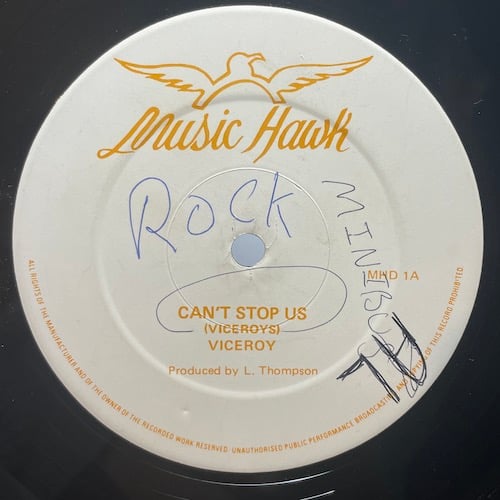 Music Hawk
ROCK
MINIBUS
MHD 1A
CAN'T STOP US
(VICEROYS)
VICEROY
Produced by L. Thompson
ALL RIGHTS OF THE MANUFACTURER AND OF THE OWNER OF THE RECORDED WORK RESERVED. UNAUTHORISED PUBLIC PERFORMANCE BROADCASTING AND COPYING OF THIS RECORD PROHIBITED